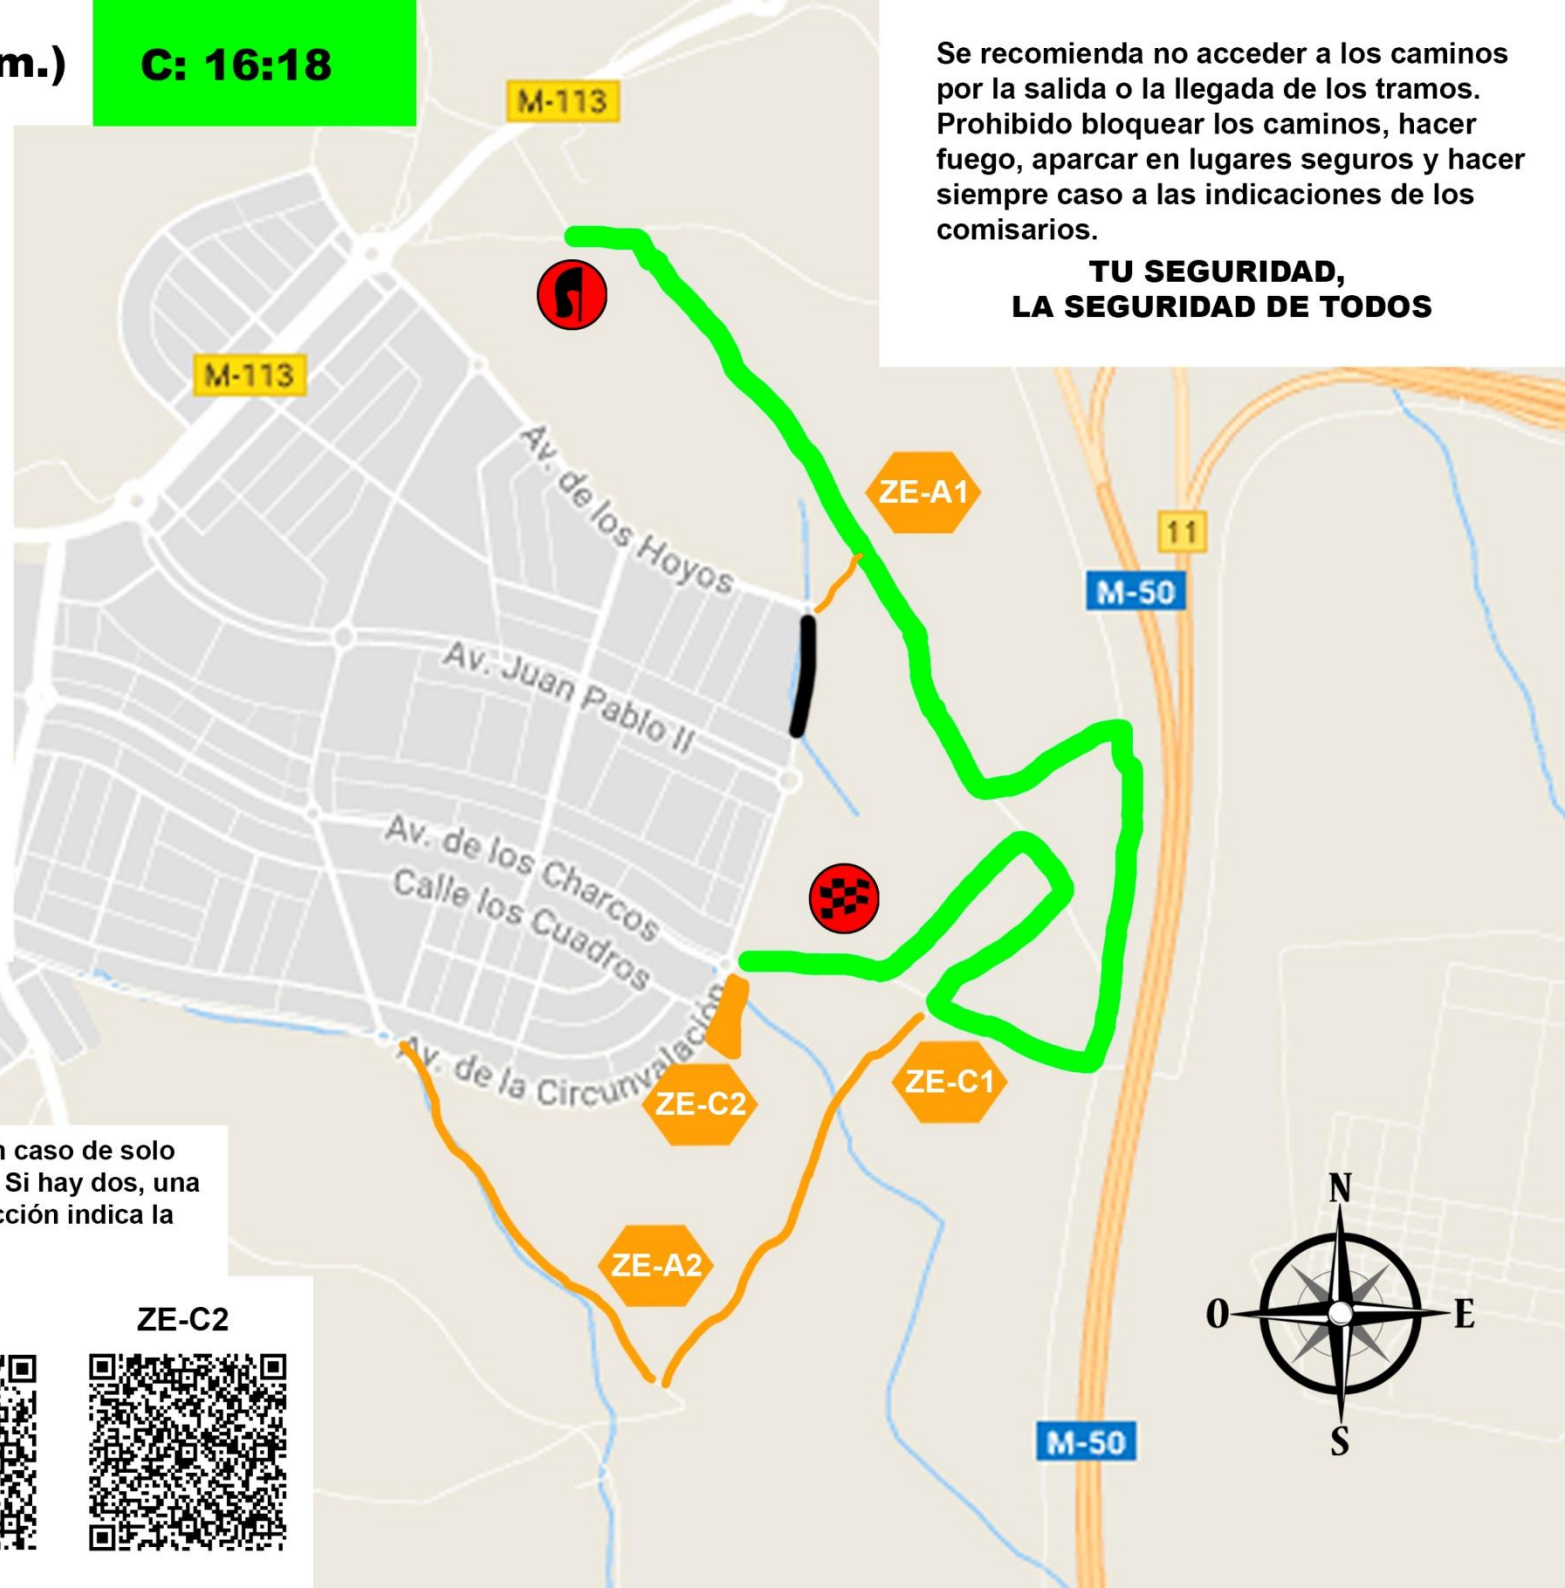 m.)
C: 16:18
Se recomienda no acceder a los caminos
por la salida o la llegada de los tramos.
Prohibido bloquear los caminos, hacer
fuego, aparcar en lugares seguros y hacer
siempre caso a las indicaciones de los
comisarios.
TU SEGURIDAD,
LA SEGURIDAD DE TODOS
M-113
M-113
Av. de los Hoyos
ZE-A1
11
M-50
Av. Juan Pablo II
Av. de los Charcos
Calle los Cuadros
Av. de la Circunvalación
ZE-C2
ZE-C1
ZE-A2
n caso de solo
Si hay dos, una
cción indica la
ZE-C2
N
O
E
S
M-50